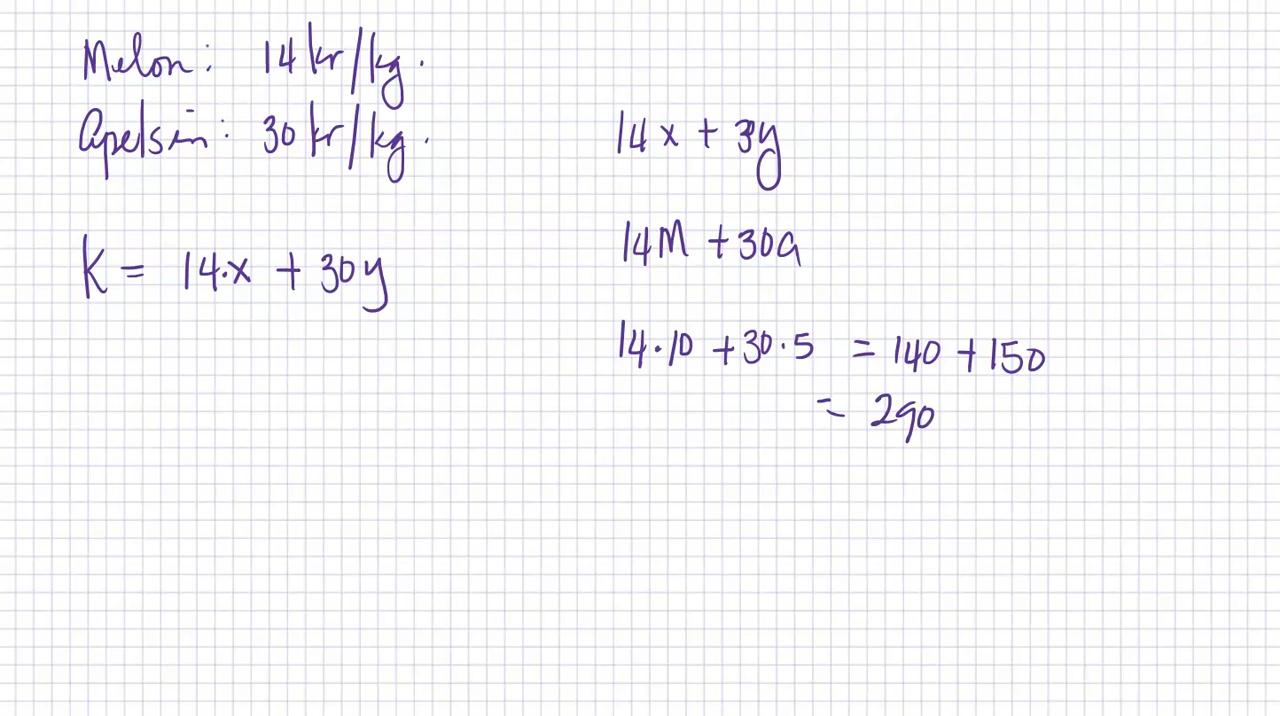 Melon: 14 kr/kg.
Apelsin: 30 kr/kg.
K = 14·x + 30y
14x + 3y
14M + 30a
14·10 + 30·5 = 140 + 150
= 290